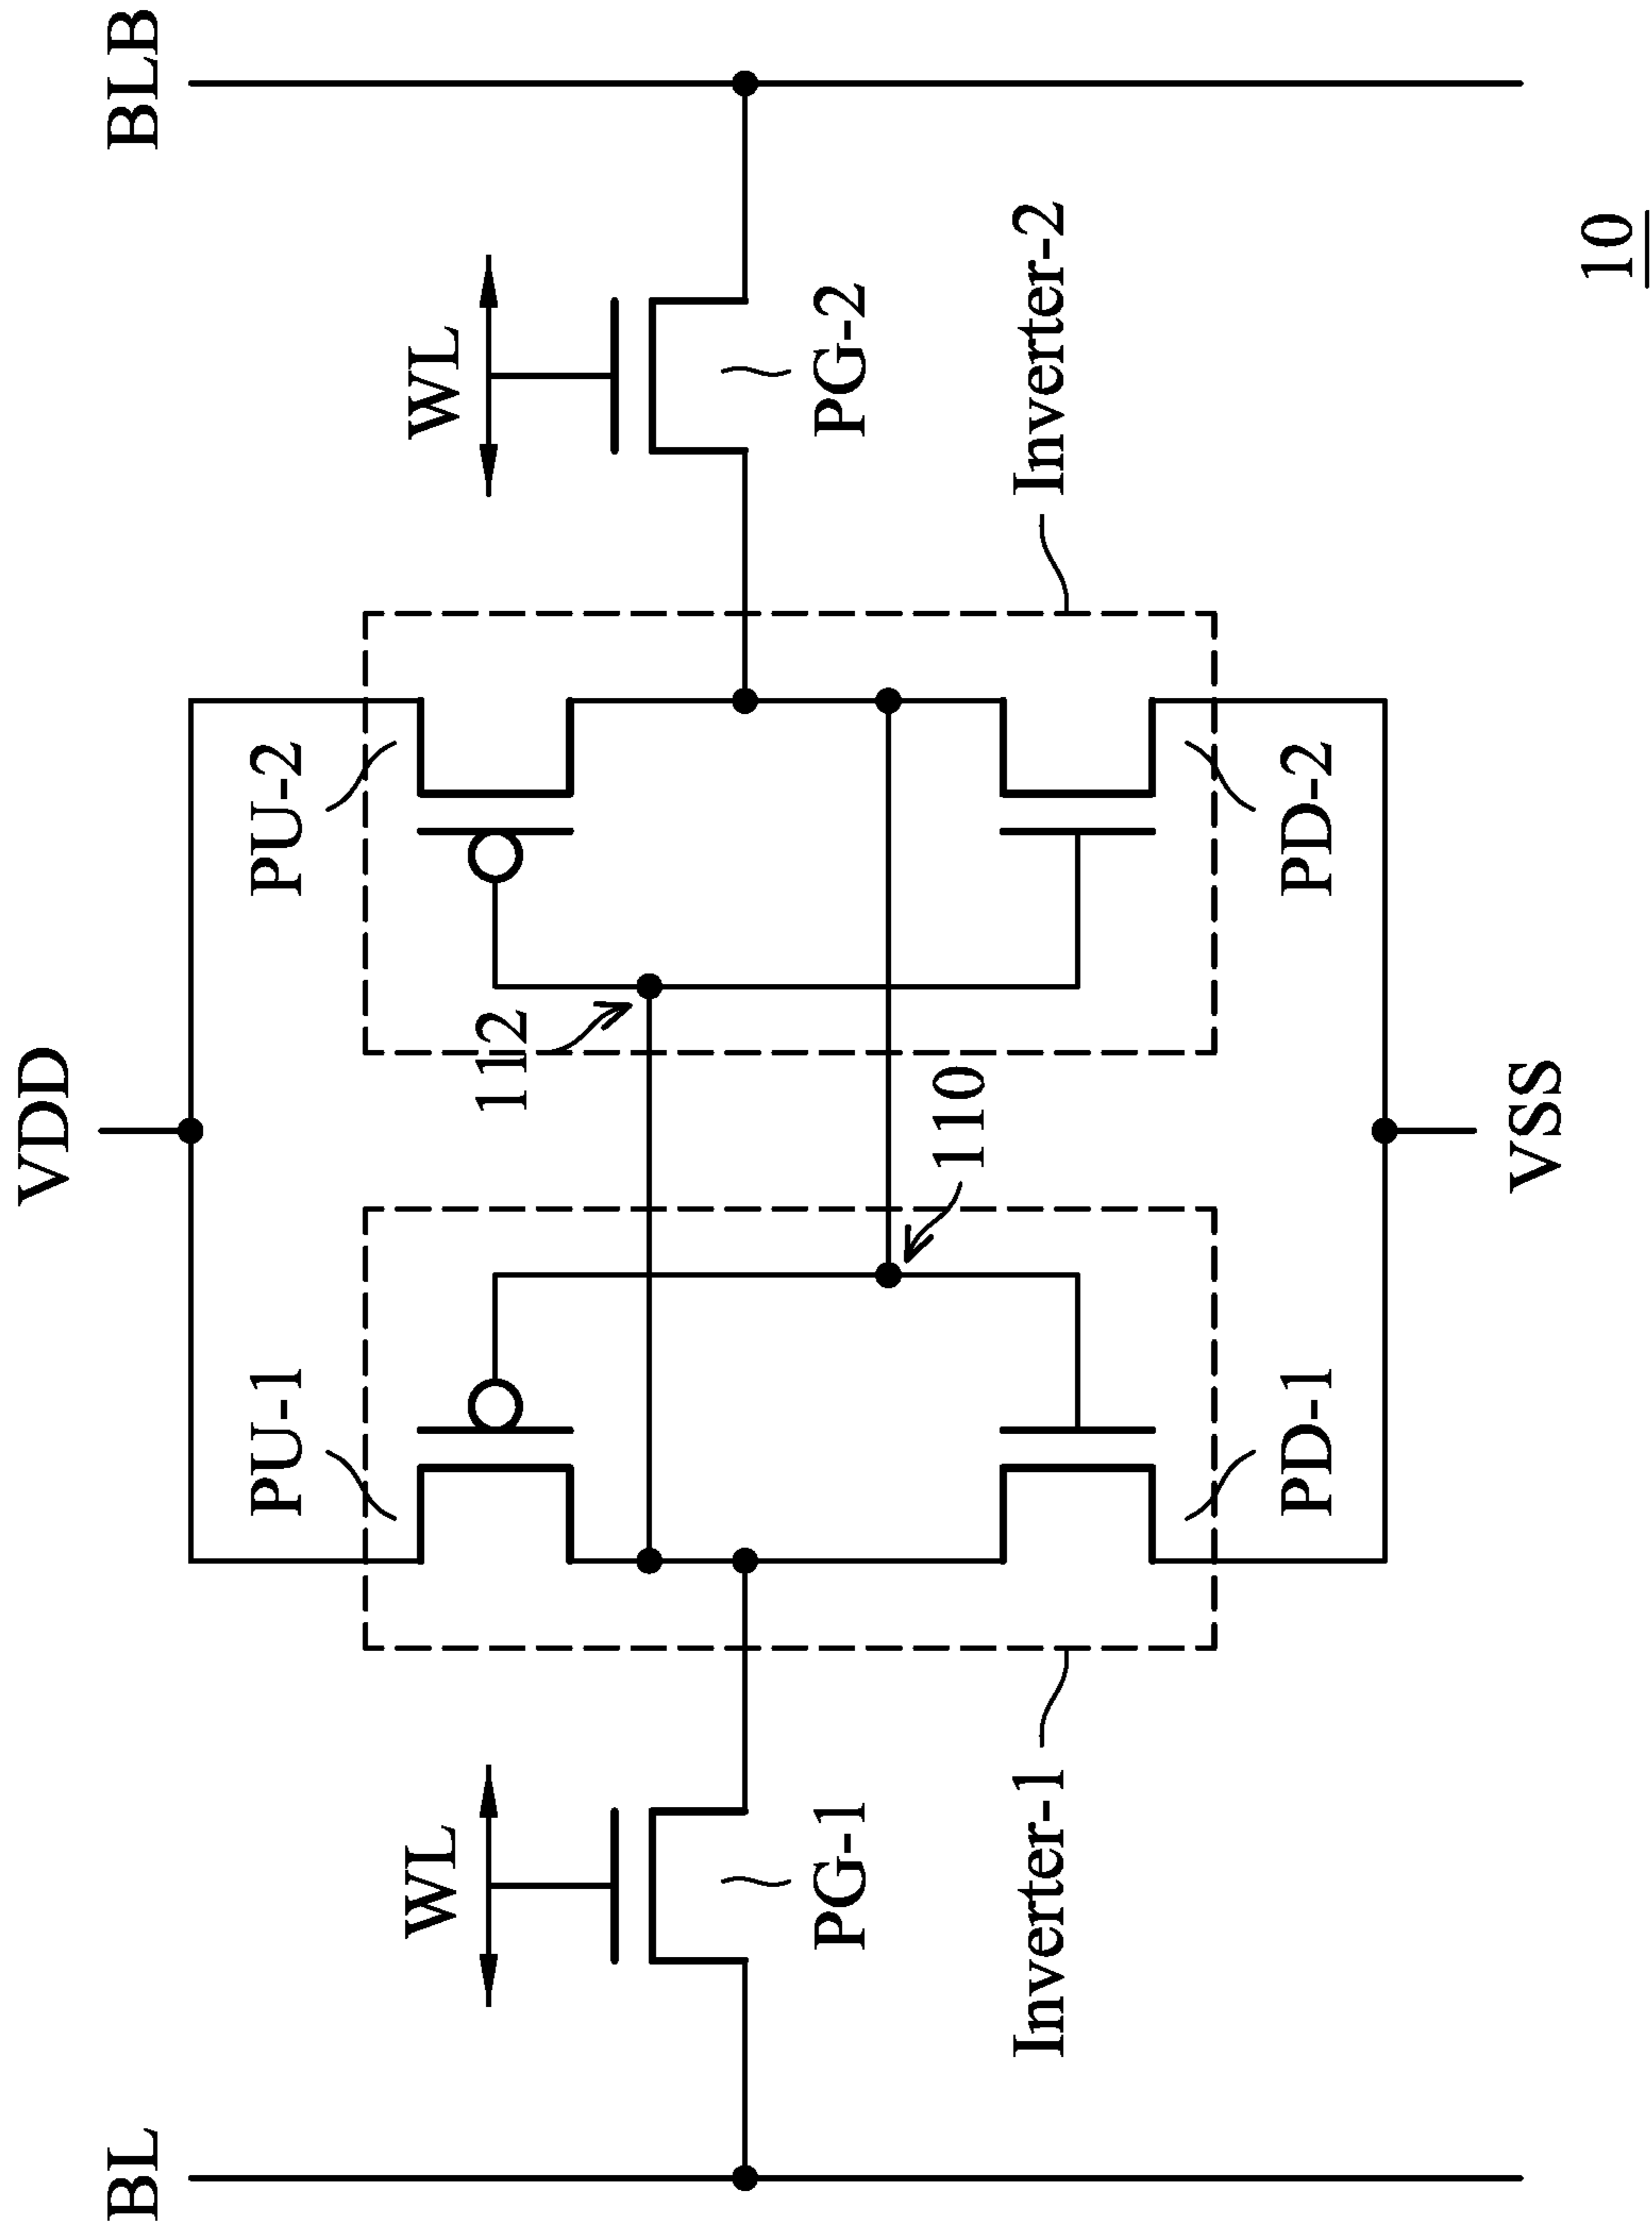 VDD
BL
BLB
PU-1
PU-2
WL
WL
112
PG-1
PG-2
110
Inverter-1
Inverter-2
PD-1
PD-2
VSS
10